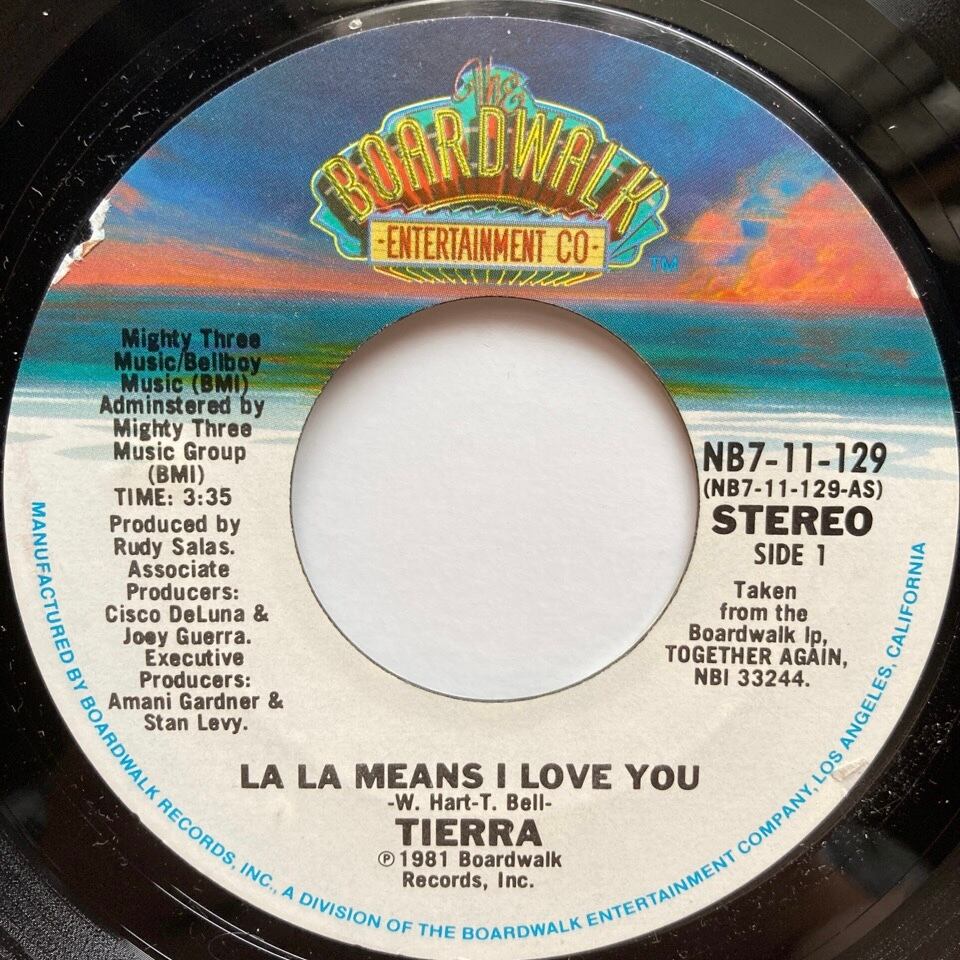 The
BOARDWALK
-ENTERTAINMENT CO-
TM
Mighty Three
Music/Bellboy
Music (BMI)
Adminstered by
Mighty Three
Music Group
(BMI)
TIME: 3:35
Produced by
Rudy Salas.
Associate
Producers:
Cisco DeLuna &
Joey Guerra.
Executive
Producers:
Amani Gardner &
Stan Levy.
NB7-11-129
(NB7-11-129-AS)
STEREO
SIDE 1
Taken
from the
Boardwalk lp,
TOGETHER AGAIN,
NBI 33244.
LA LA MEANS I LOVE YOU
-W. Hart-T. Bell-
TIERRA
℗ 1981 Boardwalk
Records, Inc.
MANUFACTURED BY BOARDWALK RECORDS, INC., A DIVISION OF THE BOARDWALK ENTERTAINMENT COMPANY, LOS ANGELES, CALIFORNIA